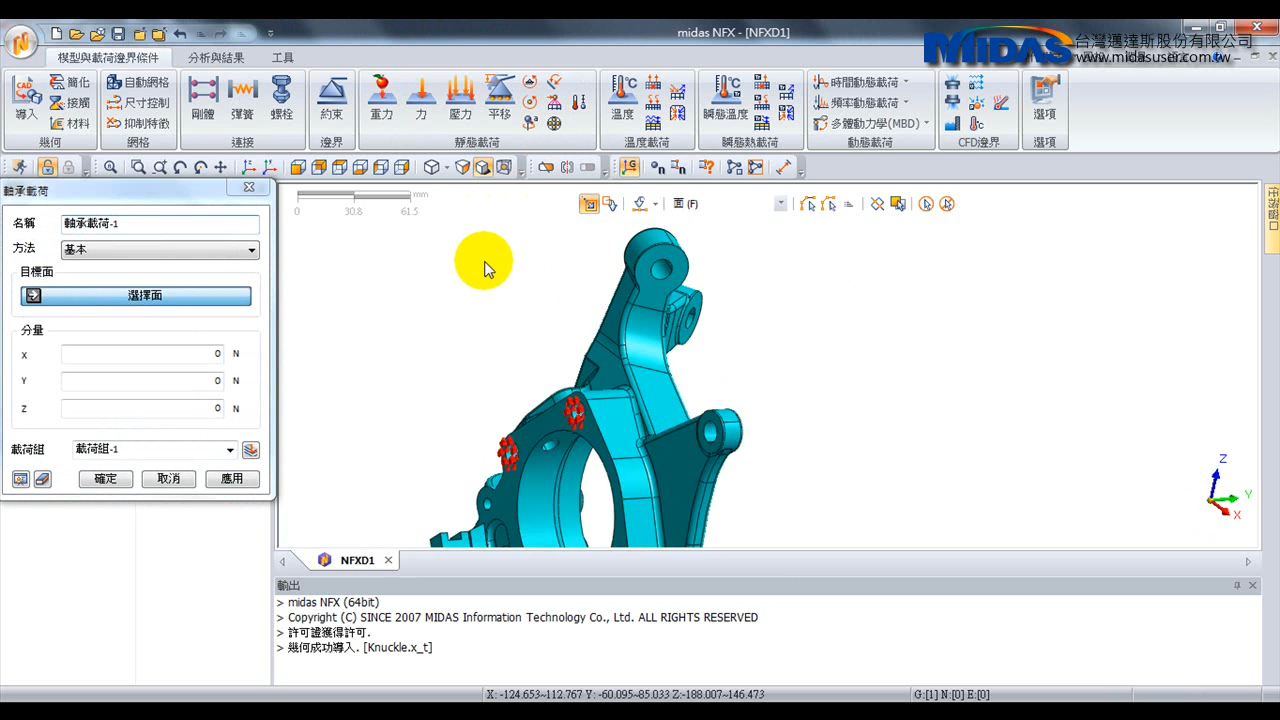 midas NFX - [NFXD1]
MIDAS 台灣邁達斯股份有限公司
www.midasuser.com.tw
模型與載荷邊界條件 分析與結果 工具
CAD
導入 簡化 接觸 材料 幾何
自動網格 尺寸控制 抑制特徵 網格
剛體 彈簧 螺栓 連接
約束 邊界
重力 力 壓力 平移 靜態載荷
溫度 溫度載荷
瞬態溫度 瞬態熱載荷
時間動態載荷 頻率動態載荷 多體動力學(MBD) 動態載荷
CFD边界
選項 選項
軸承載荷
名稱 軸承載荷-1
方法 基本
目標面
選擇面
分量
X 0 N
Y 0 N
Z 0 N
載荷組 載荷組-1
確定 取消 應用
mm
0 30.8 61.5
面 (F)
Z
Y
X
NFXD1
輸出
> midas NFX (64bit)
> Copyright (C) SINCE 2007 MIDAS Information Technology Co., Ltd. ALL RIGHTS RESERVED
> 許可證獲得許可.
> 幾何成功導入. [Knuckle.x_t]
X: -124.653~112.767 Y:-60.095~85.033 Z:-188.007~146.473
G:[1] N:[0] E:[0]